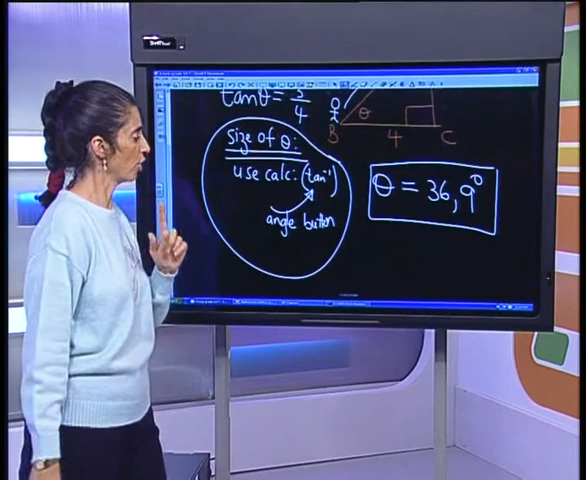 tanθ = 3/4
θ
B 4 C
size of θ:
use calc: (tan⁻¹)
angle button
θ = 36,9°